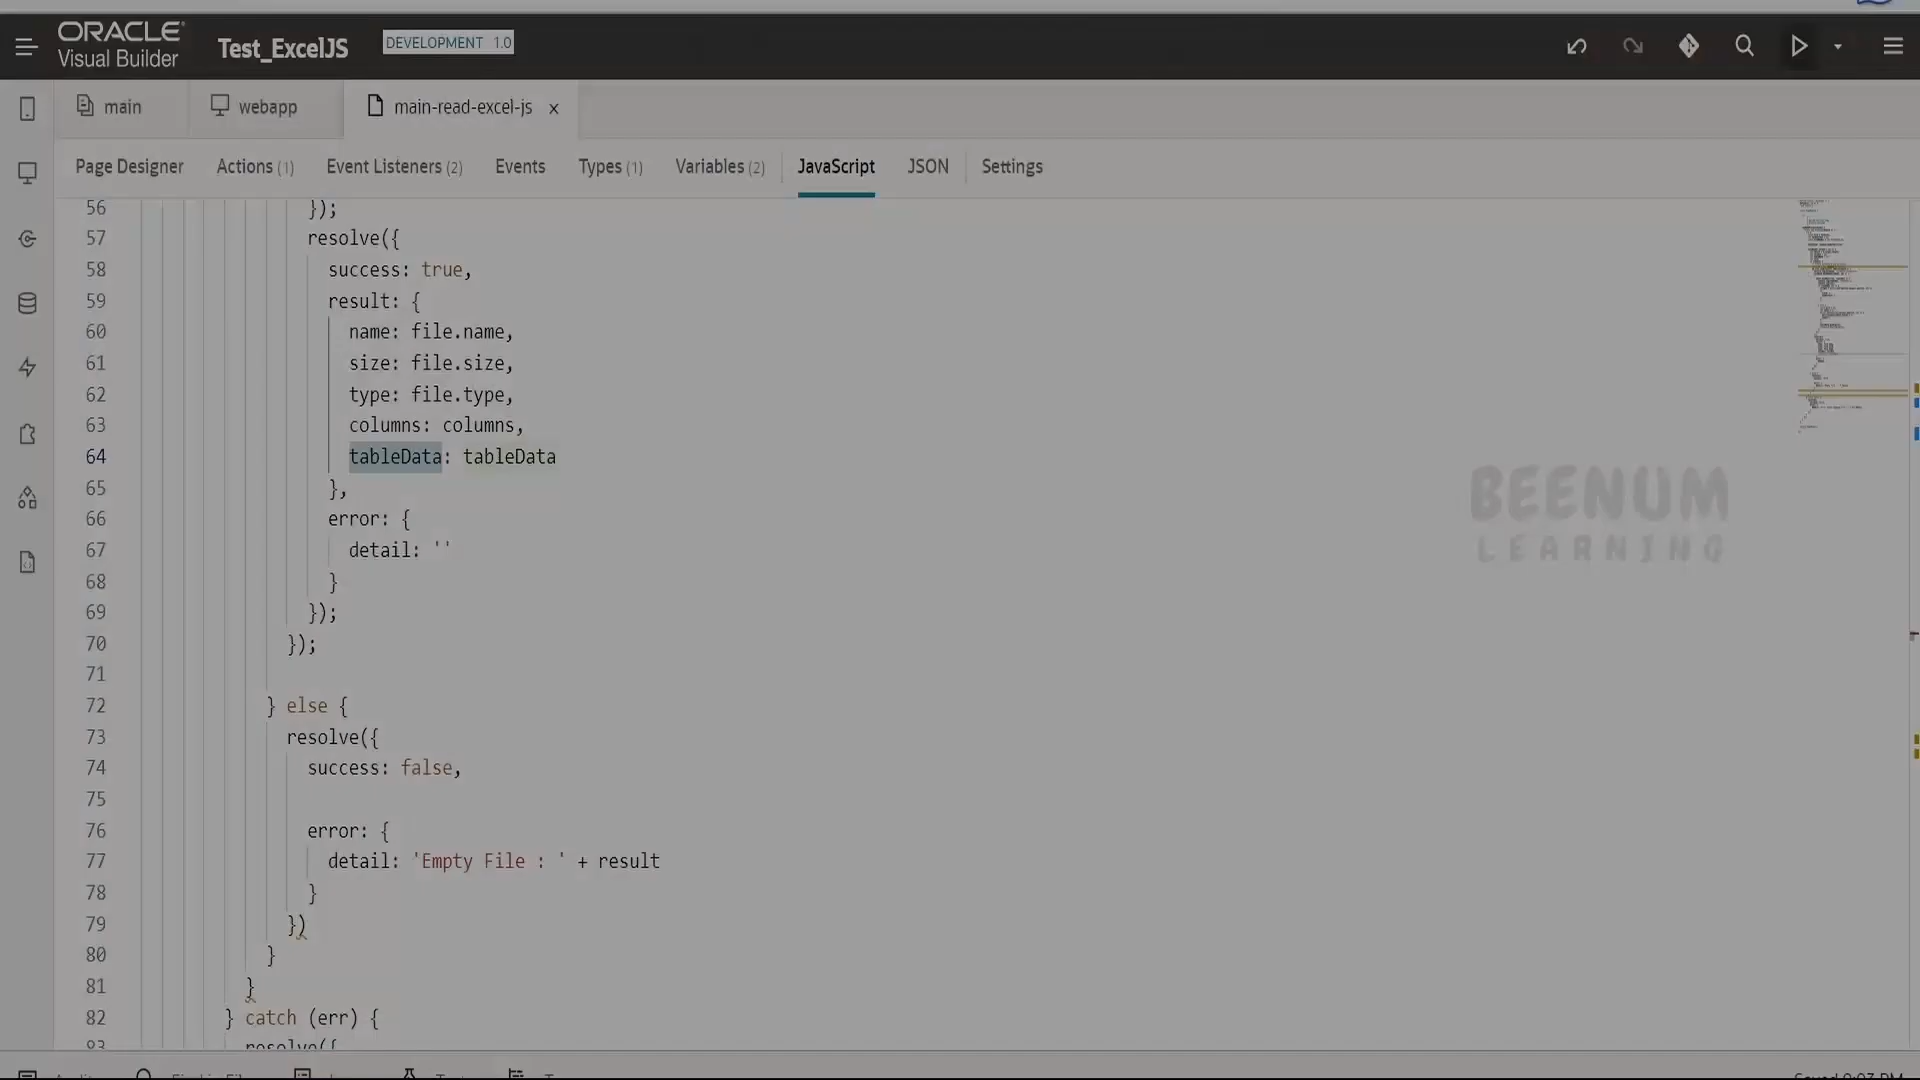 ORACLE
Visual Builder
Test_ExcelJS
DEVELOPMENT 1.0
main
webapp
main-read-excel-js x
Page Designer
Actions (1)
Event Listeners (2)
Events
Types (1)
Variables (2)
JavaScript
JSON
Settings
56 });
57 resolve({
58 success: true,
59 result: {
60 name: file.name,
61 size: file.size,
62 type: file.type,
63 columns: columns,
64 tableData: tableData
65 },
66 error: {
67 detail: ''
68 }
69 });
70 });
71
72 } else {
73 resolve({
74 success: false,
75
76 error: {
77 detail: 'Empty File : ' + result
78 }
79 })
80 }
81 }
82 } catch (err) {
83 resolve({
BEENUM
LEARNING